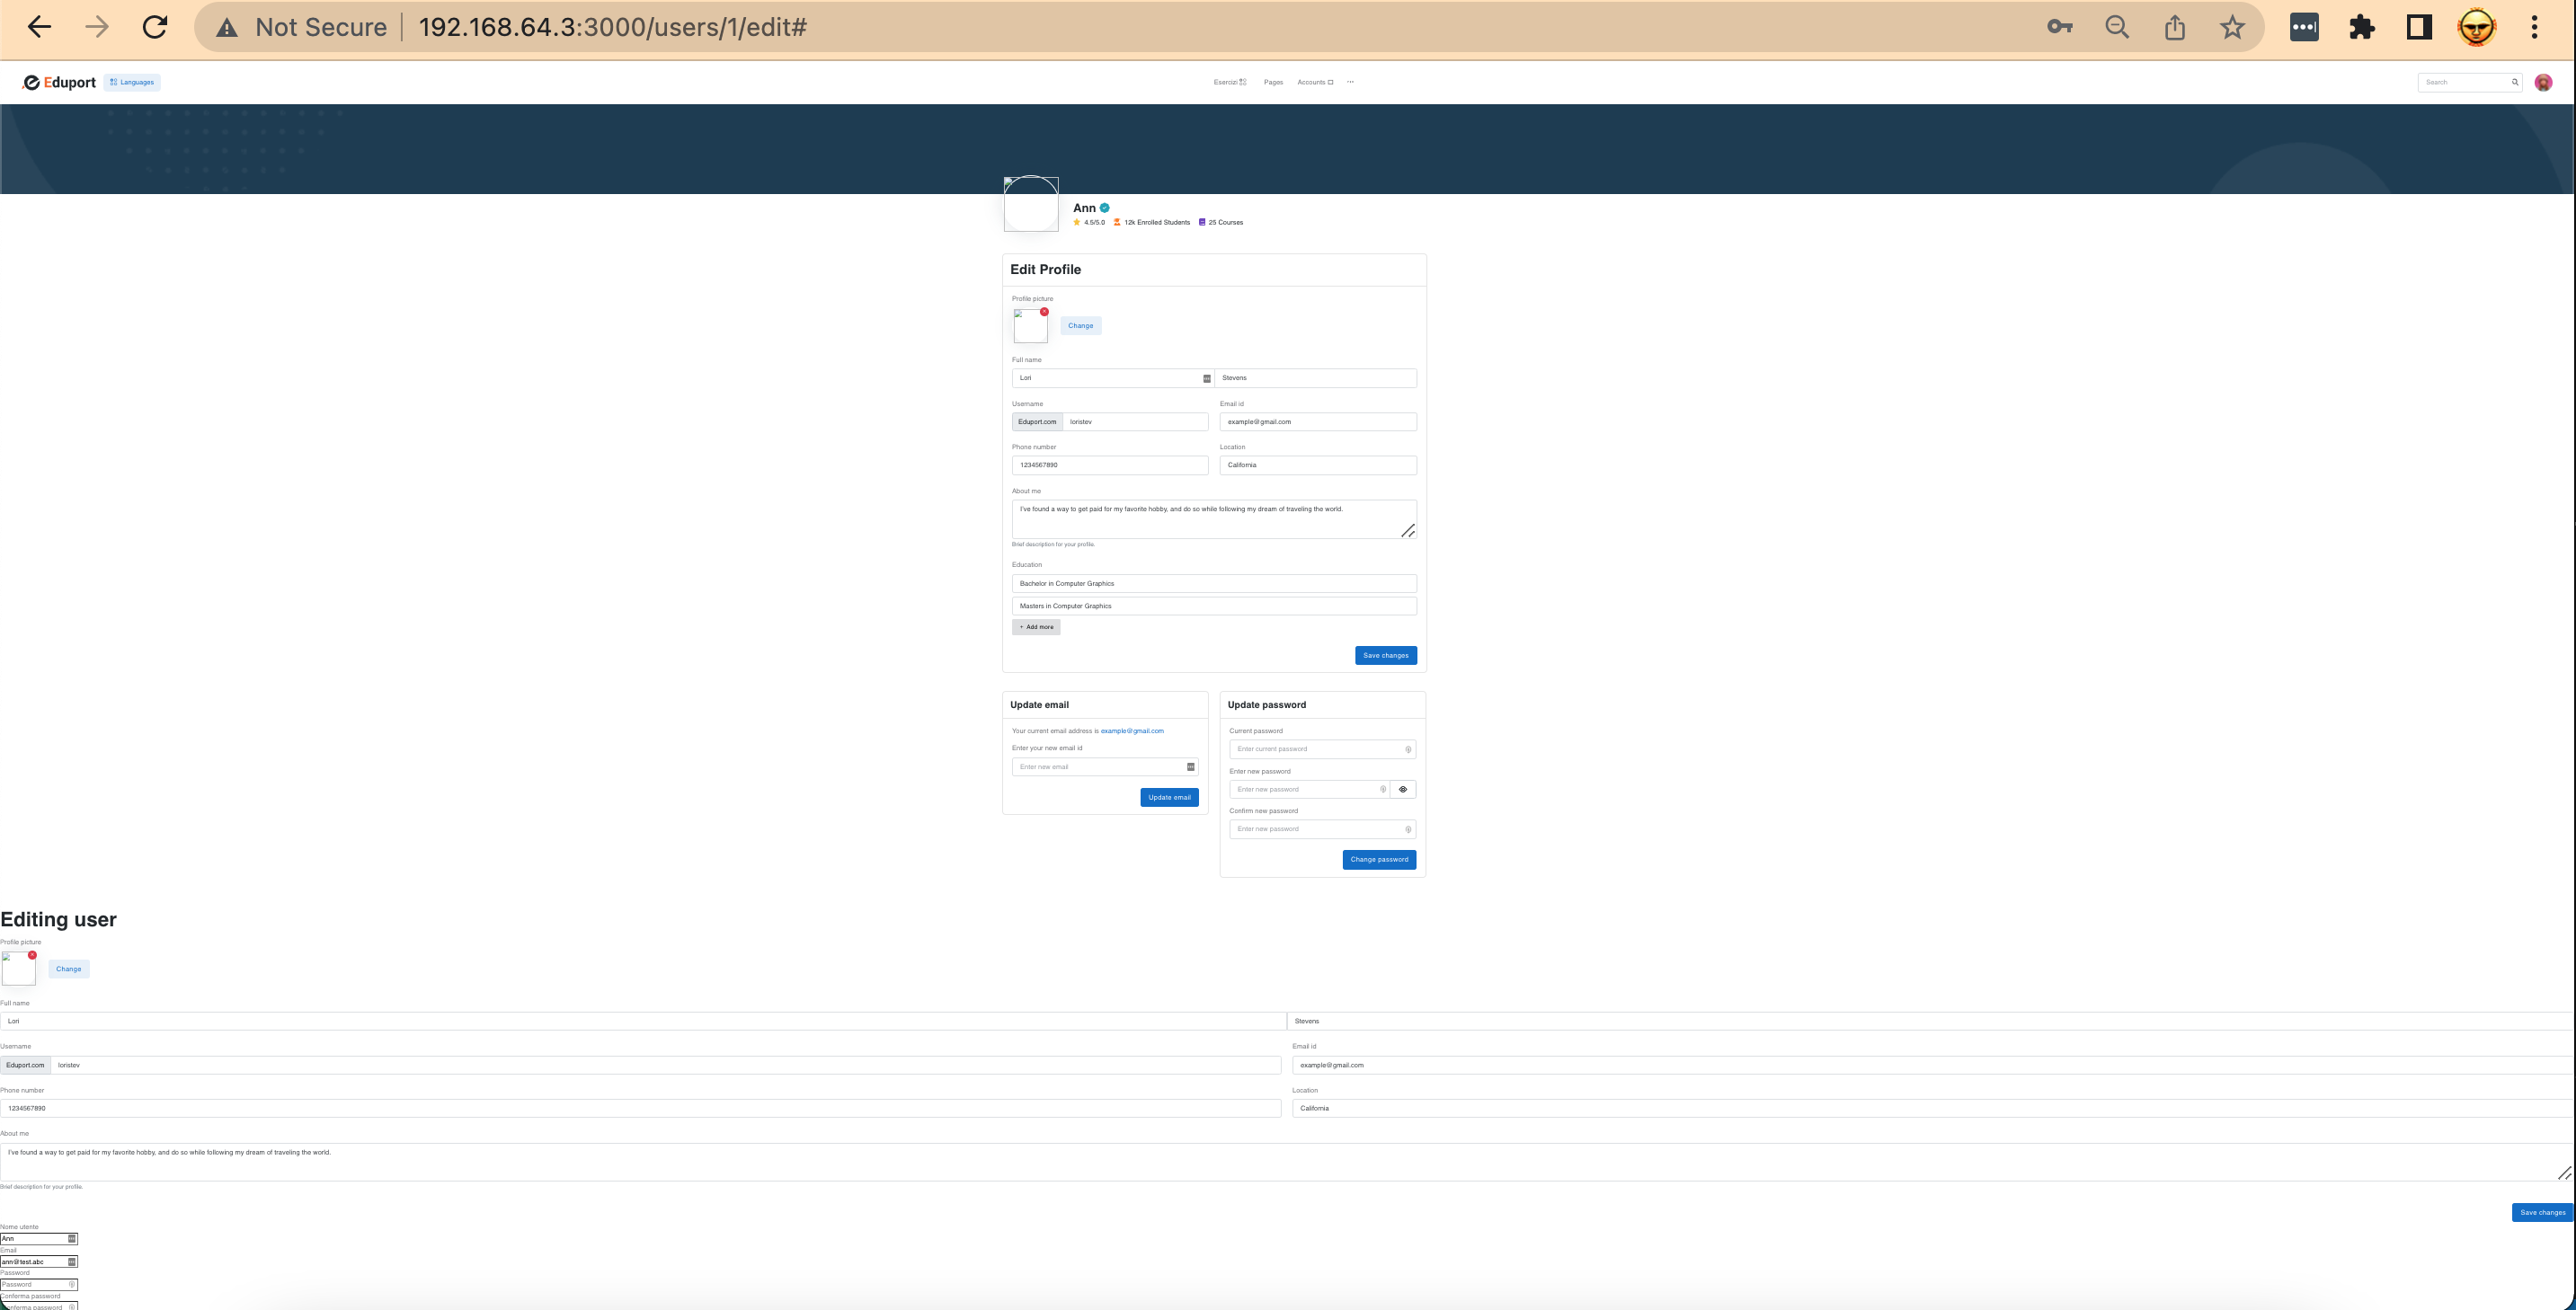 Not Secure
192.168.64.3:3000/users/1/edit#
Eduport
Languages
Esercizi
Pages
Accounts
Search
Ann
4.5/5.0
12k Enrolled Students
25 Courses
Edit Profile
Profile picture
Change
Full name
Lori
Stevens
Username
Email id
Eduport.com
loristev
example@gmail.com
Phone number
Location
1234567890
California
About me
I've found a way to get paid for my favorite hobby, and do so while following my dream of traveling the world.
Brief description for your profile.
Education
Bachelor in Computer Graphics
Masters in Computer Graphics
+ Add more
Save changes
Update email
Your current email address is example@gmail.com
Enter your new email id
Enter new email
Update email
Update password
Current password
Enter current password
Enter new password
Enter new password
Confirm new password
Enter new password
Change password
Editing user
Profile picture
Change
Full name
Lori
Stevens
Username
Email id
Eduport.com
loristev
example@gmail.com
Phone number
Location
1234567890
California
About me
I've found a way to get paid for my favorite hobby, and do so while following my dream of traveling the world.
Brief description for your profile.
Save changes
Nome utente
Ann
Email
ann@test.abc
Password
Password
Conferma password
Conferma password